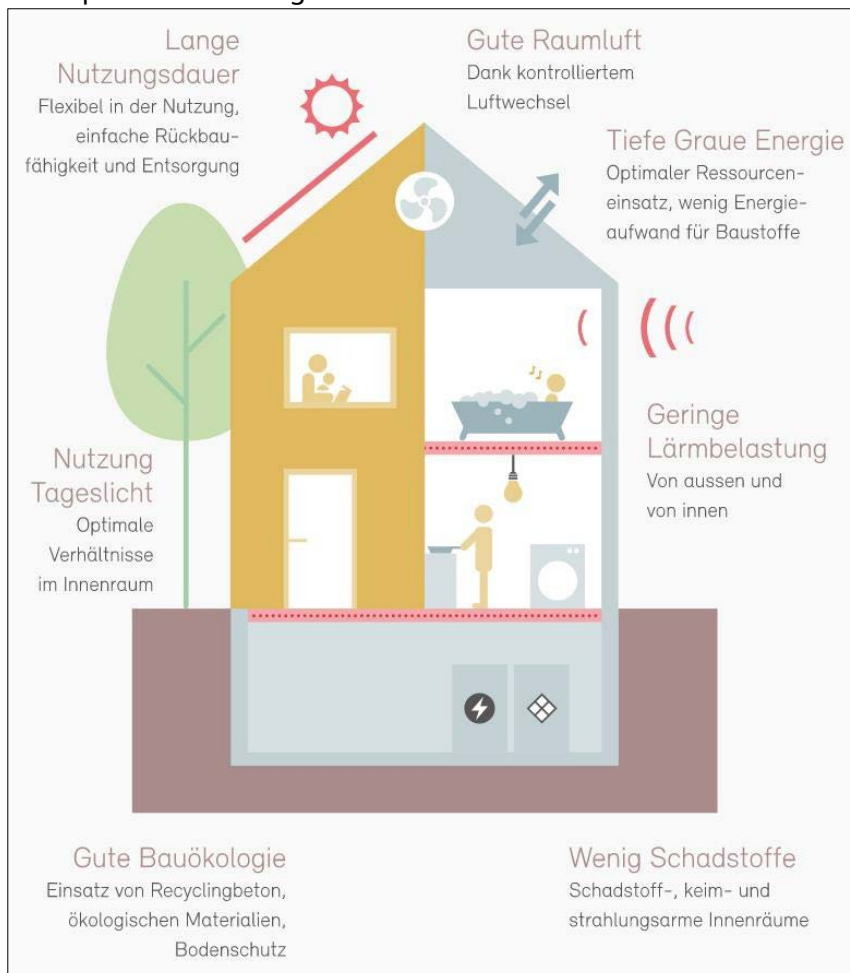 Lange
Nutzungsdauer
Flexibel in der Nutzung,
einfache Rückbau-
fähigkeit und Entsorgung
Gute Raumluft
Dank kontrolliertem
Luftwechsel
Tiefe Graue Energie
Optimaler Ressourcen-
einsatz, wenig Energie-
aufwand für Baustoffe
Nutzung
Tageslicht
Optimale
Verhältnisse
im Innenraum
Geringe
Lärmbelastung
Von aussen und
von innen
Gute Bauökologie
Einsatz von Recyclingbeton,
ökologischen Materialien,
Bodenschutz
Wenig Schadstoffe
Schadstoff-, keim- und
strahlungsarme Innenräume